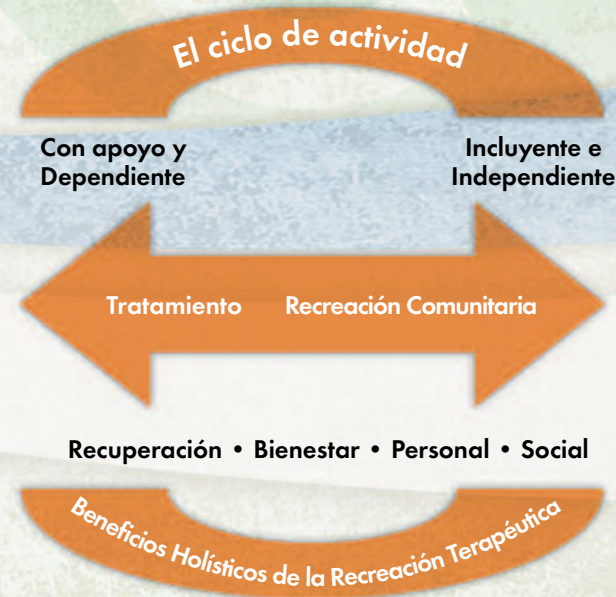 El ciclo de actividad
Con apoyo y
Dependiente
Incluyente e
Independiente
Tratamiento
Recreación Comunitaria
Recuperación • Bienestar • Personal • Social
Beneficios Holísticos de la Recreación Terapéutica